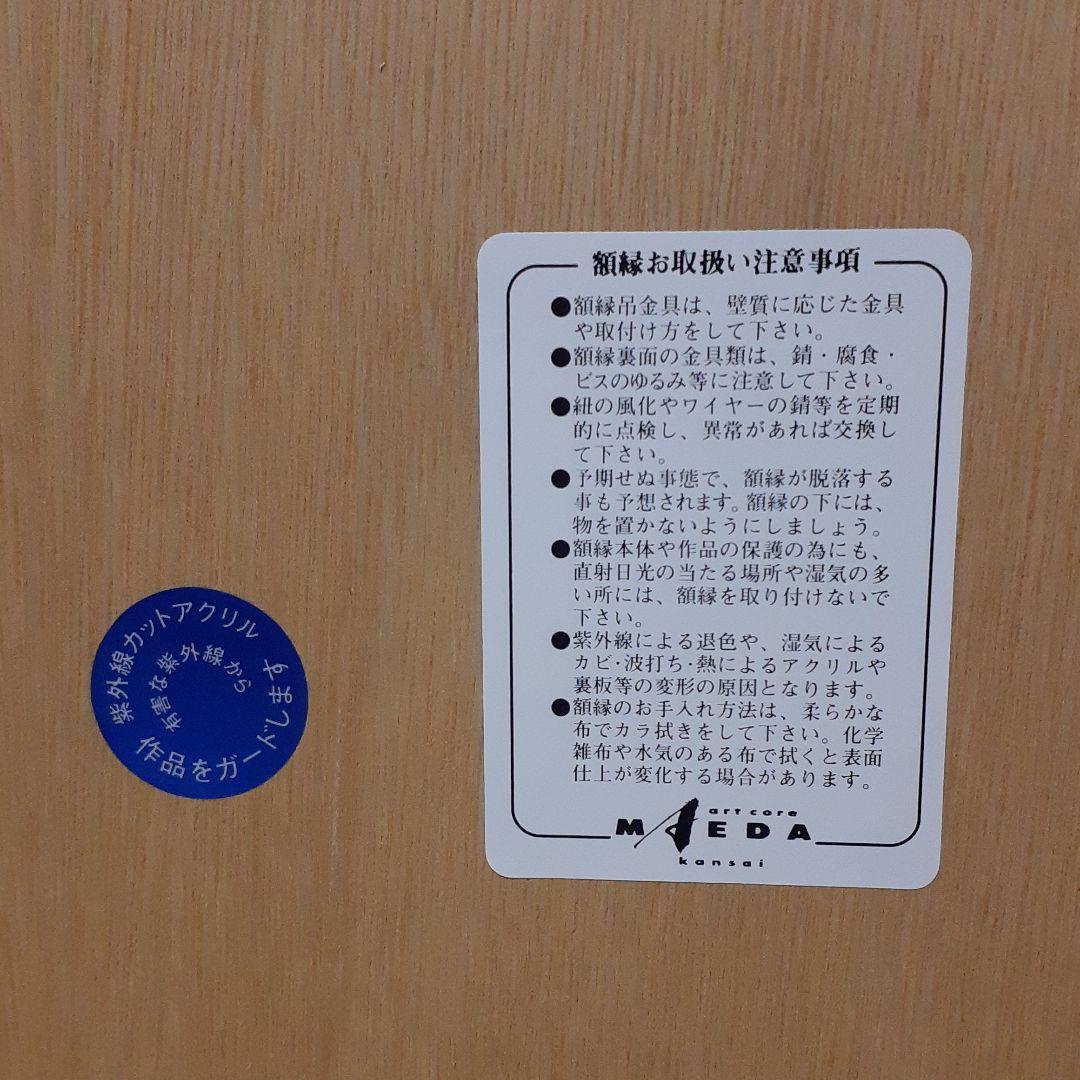 額縁お取扱い注意事項
●額縁吊金具は、壁質に応じた金具
や取付け方をして下さい。
●額縁裏面の金具類は、錆・腐食・
ビスのゆるみ等に注意して下さい。
●紐の風化やワイヤーの錆等を定期
的に点検し、異常があれば交換し
て下さい。
●予期せぬ事態で、額縁が脱落する
事も予想されます。額縁の下には、
物を置かないようにしましょう。
●額縁本体や作品の保護の為にも、
直射日光の当たる場所や湿気の多
い所には、額縁を取り付けないで
下さい。
●紫外線による退色や、湿気による
カビ・波打ち・熱によるアクリルや
裏板等の変形の原因となります。
●額縁のお手入れ方法は、柔らかな
布でカラ拭きをして下さい。化学
雑布や水気のある布で拭くと表面
仕上が変化する場合があります。
art core
MAEDA
kansai
紫外線カットアクリル
有害な紫外線から
作品をガードします